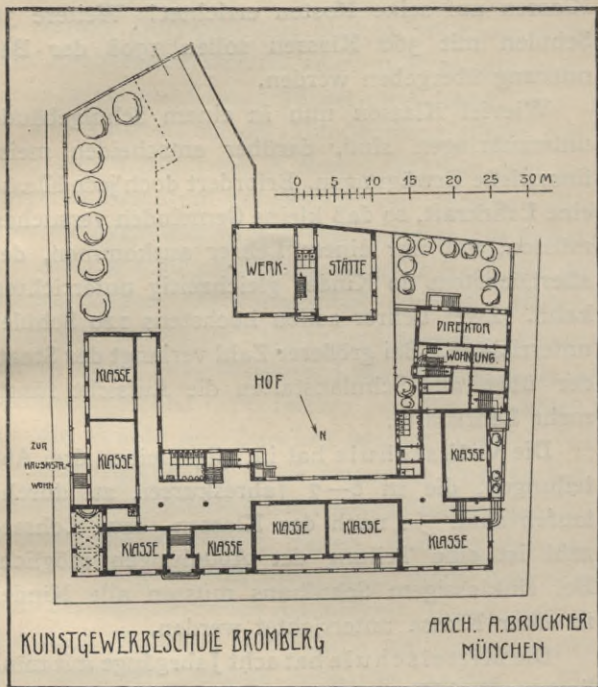 0 5 10 15 20 25 30 M
WERK- STÄTTE
DIREKTOR
WOHNUNG.
KLASSE
HOF
N
KLASSE
KLASSE
ZUR
HAUSMSTR.
WOHN.
KLASSE
KLASSE
KLASSE
KLASSE
KLASSE
KUNSTGEWERBESCHULE BROMBERG
ARCH. A. BRUCKNER
MÜNCHEN